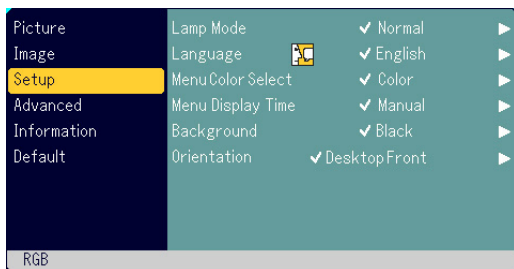 Picture
Image
Setup
Advanced
Information
Default
Lamp Mode ✓ Normal
Language ✓ English
Menu Color Select ✓ Color
Menu Display Time ✓ Manual
Background ✓ Black
Orientation ✓ Desktop Front
RGB